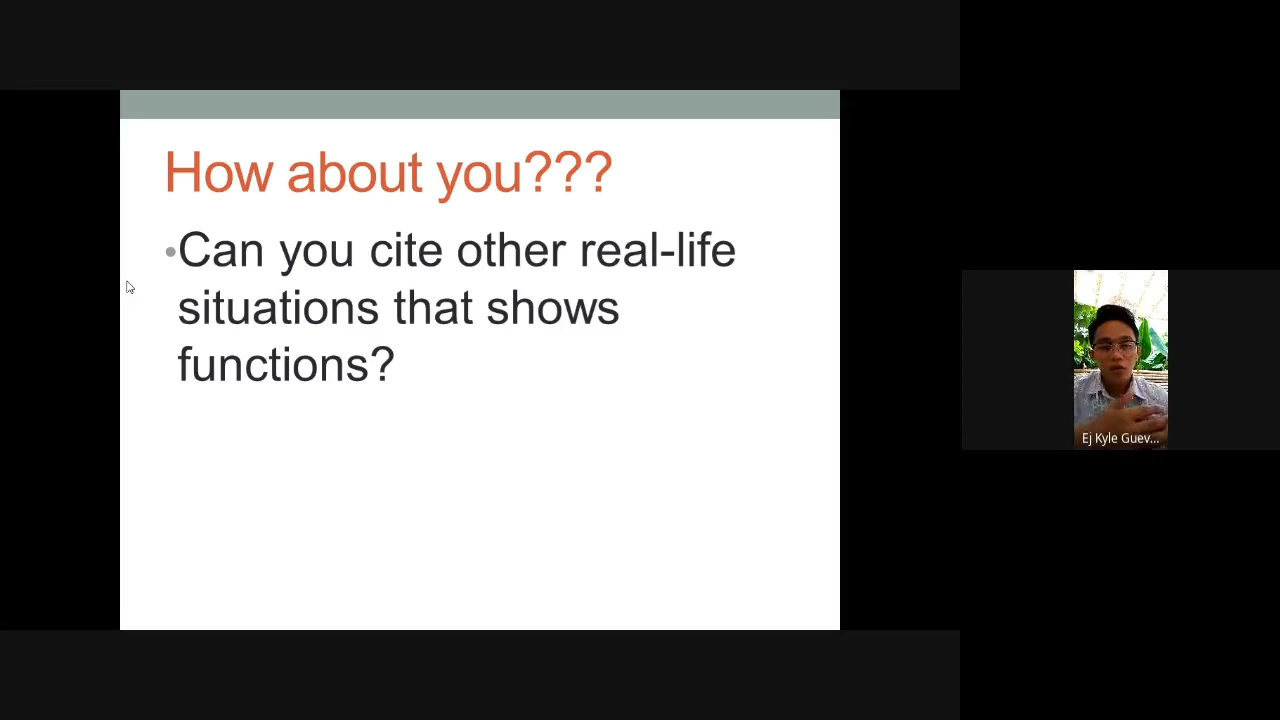 How about you???
•Can you cite other real-life
situations that shows
functions?
Ej Kyle Guev...